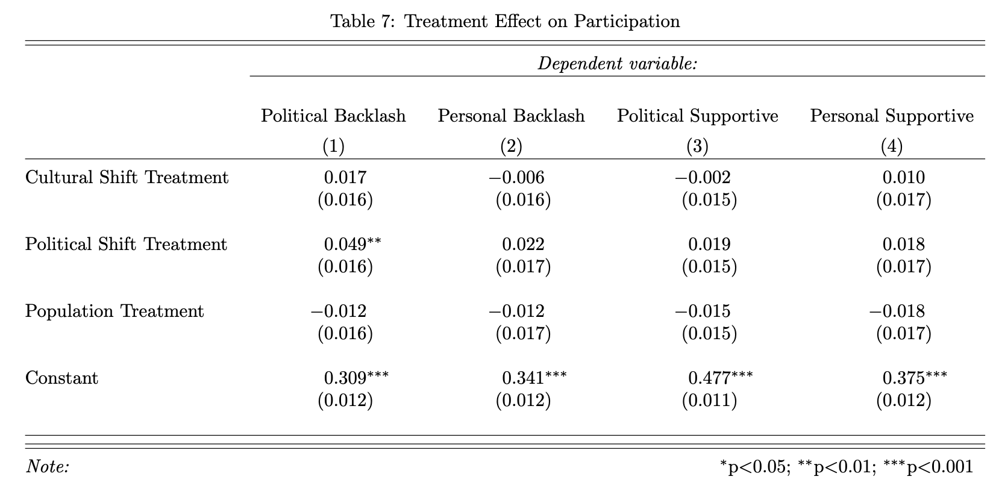 Table 7: Treatment Effect on Participation
Dependent variable:
Political Backlash Personal Backlash Political Supportive Personal Supportive
(1) (2) (3) (4)
Cultural Shift Treatment 0.017 −0.006 −0.002 0.010
(0.016) (0.016) (0.015) (0.017)
Political Shift Treatment 0.049** 0.022 0.019 0.018
(0.016) (0.017) (0.015) (0.017)
Population Treatment −0.012 −0.012 −0.015 −0.018
(0.016) (0.017) (0.015) (0.017)
Constant 0.309*** 0.341*** 0.477*** 0.375***
(0.012) (0.012) (0.011) (0.012)
Note: *p<0.05; **p<0.01; ***p<0.001